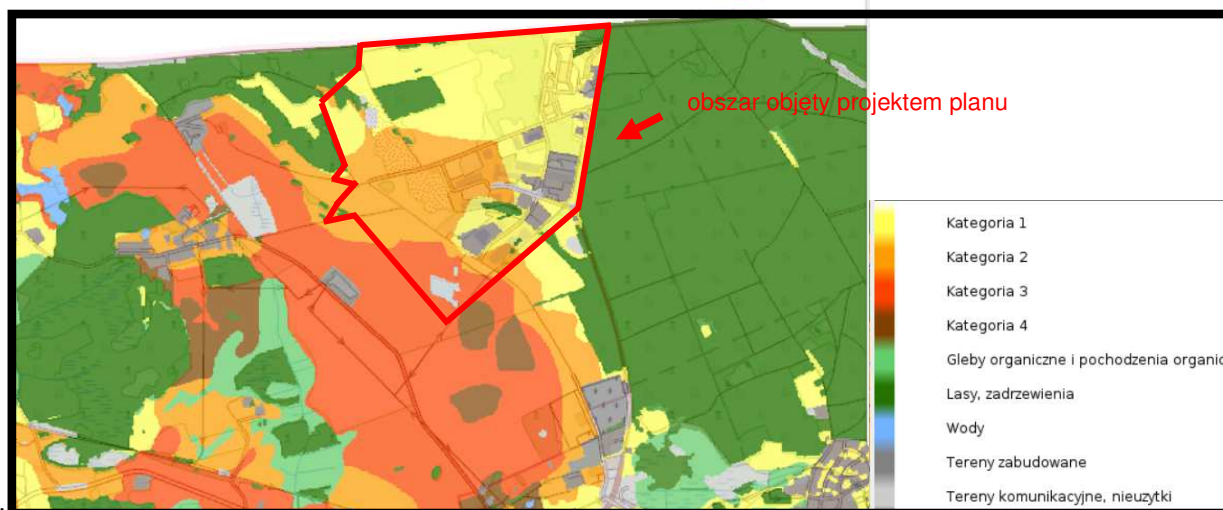 obszar objęty projektem planu
Kategoria 1
Kategoria 2
Kategoria 3
Kategoria 4
Gleby organiczne i pochodzenia organic
Lasy, zadrzewienia
Wody
Tereny zabudowane
Tereny komunikacyjne, nieuzytki